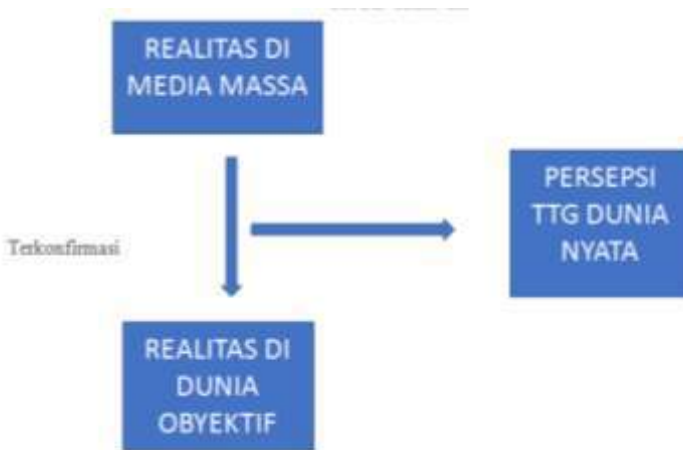 REALITAS DI
MEDIA MASSA
PERSEPSI
TTG DUNIA
NYATA
Terkonfirmasi
REALITAS DI
DUNIA
OBYEKTIF